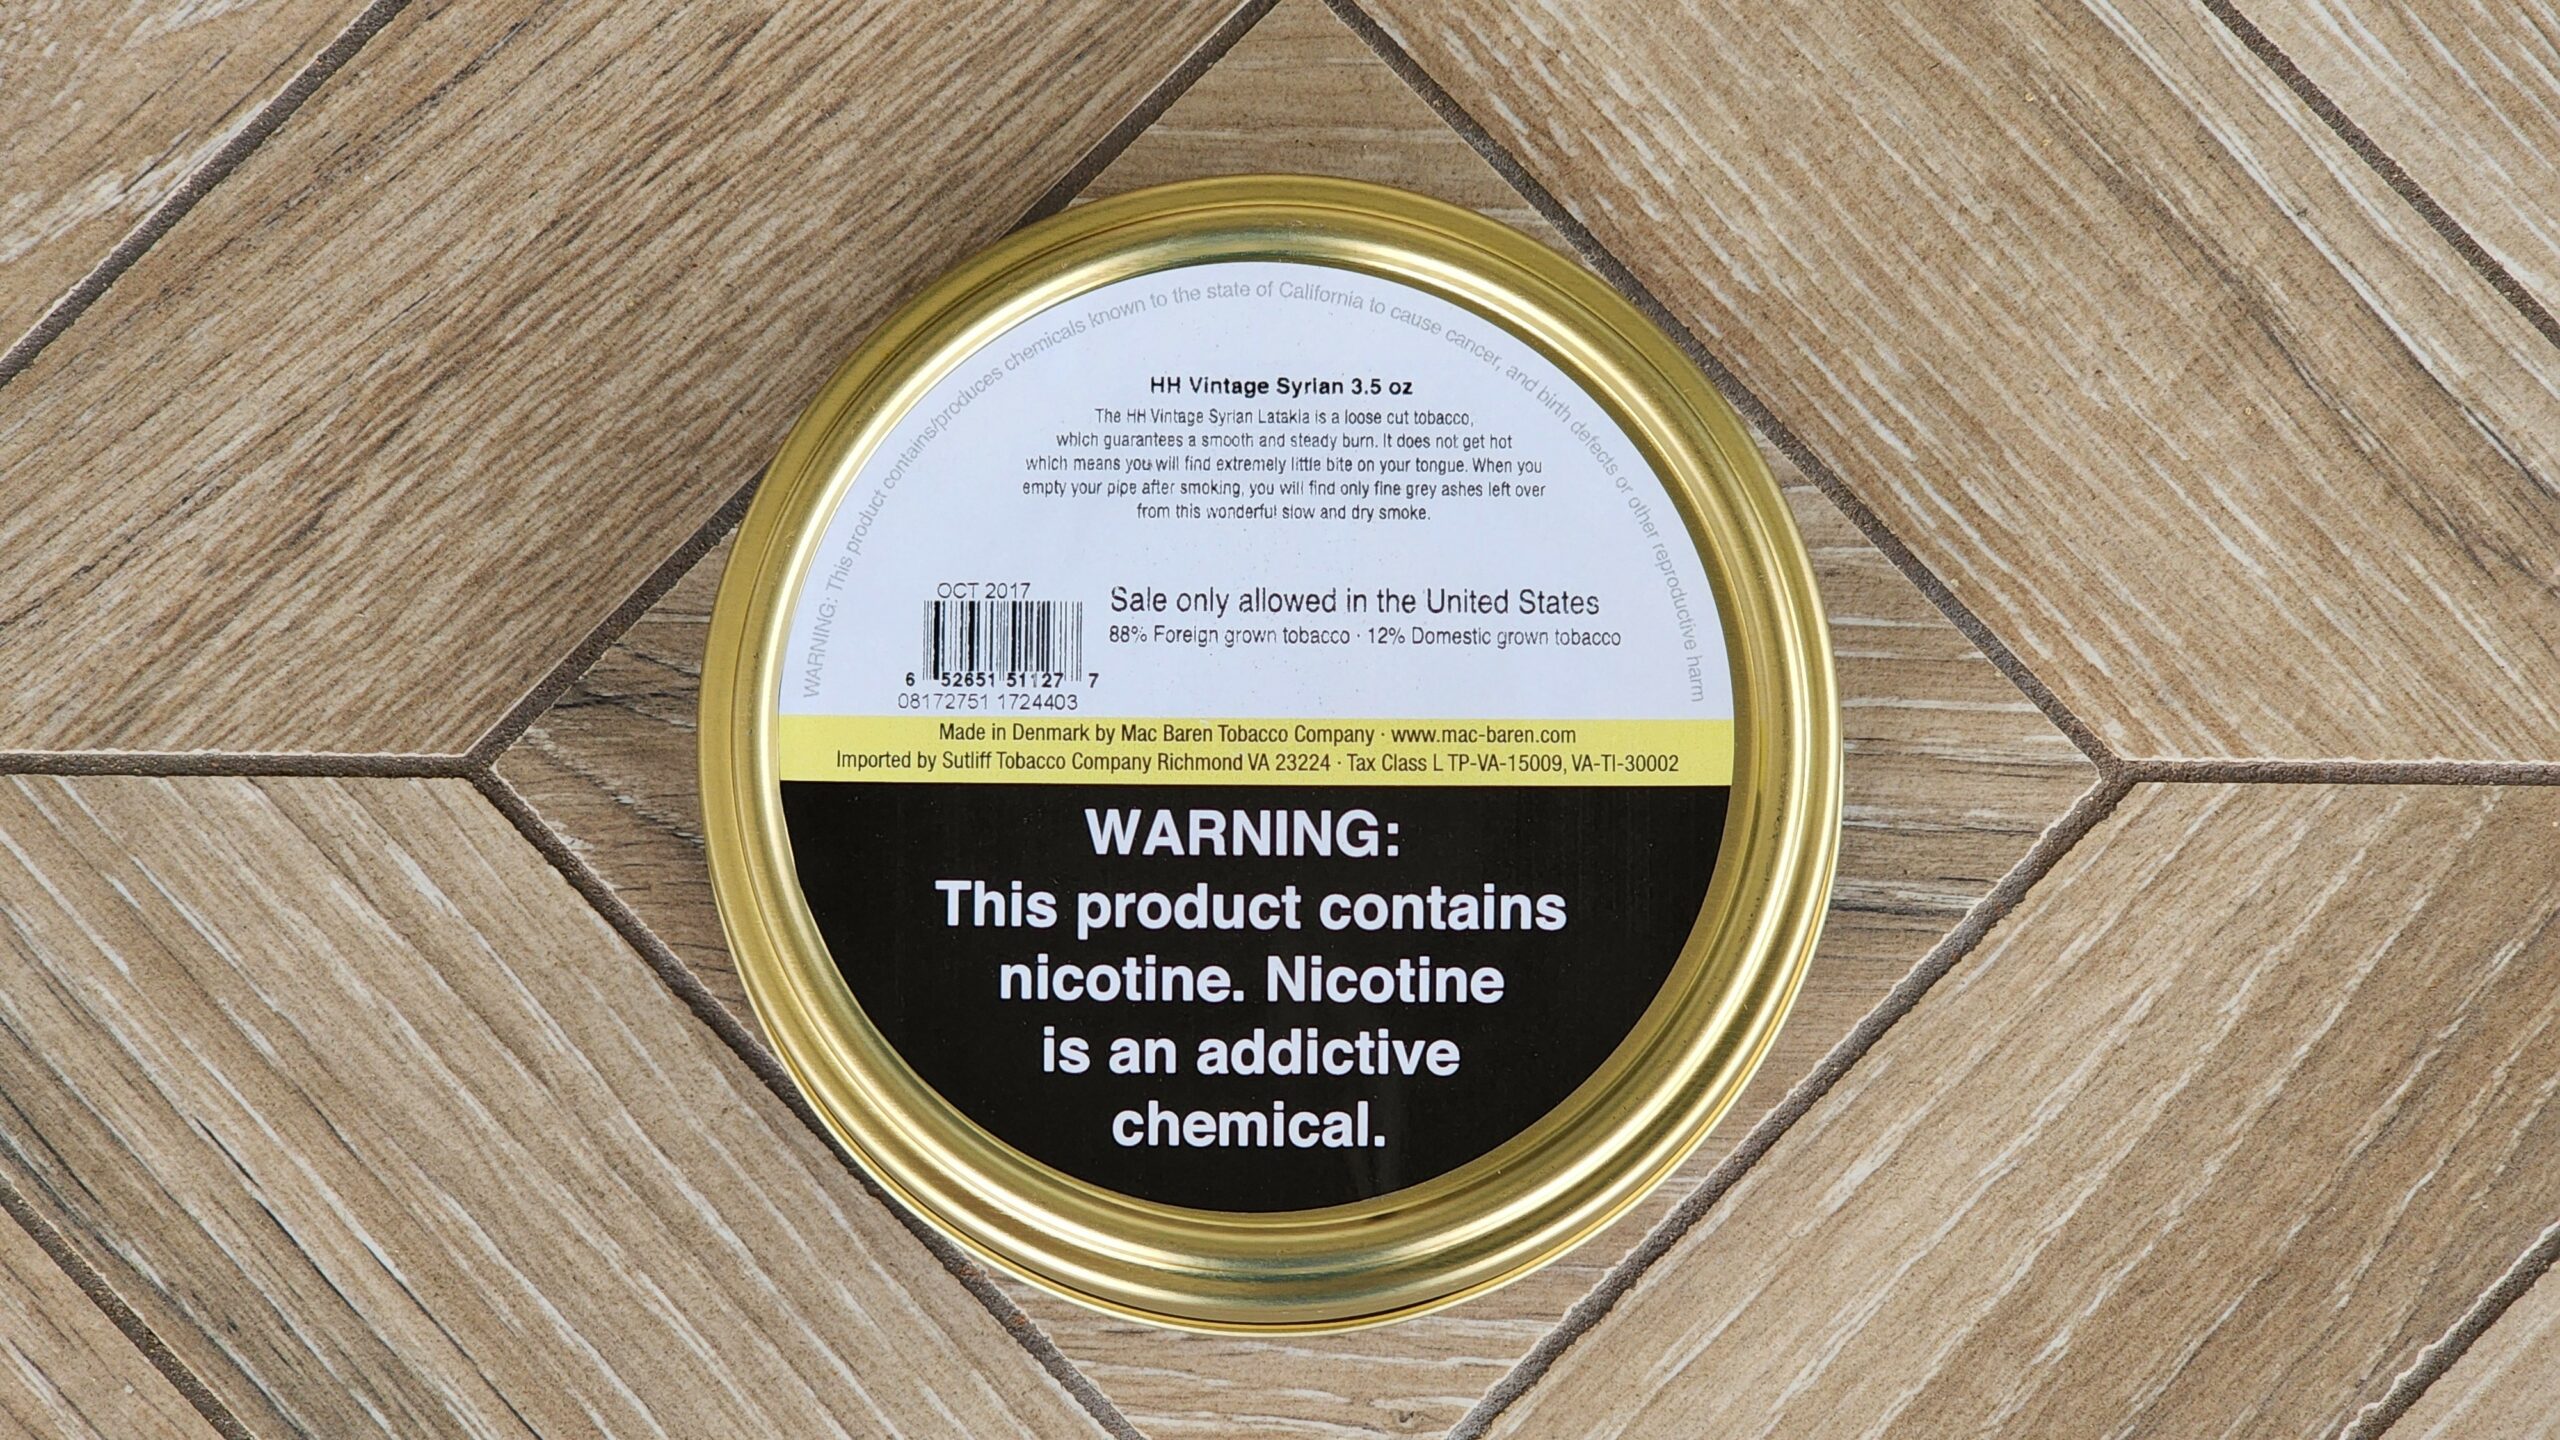 WARNING: This product contains/produces chemicals known to the state of California to cause cancer, and birth defects or other reproductive harm
HH Vintage Syrian 3.5 oz
The HH Vintage Syrian Latakia is a loose cut tobacco,
which guarantees a smooth and steady burn. It does not get hot
which means you will find extremely little bite on your tongue. When you
empty your pipe after smoking, you will find only fine grey ashes left over
from this wonderful slow and dry smoke.
OCT 2017
Sale only allowed in the United States
88% Foreign grown tobacco · 12% Domestic grown tobacco
6 52651 51127 7
08172751 1724403
Made in Denmark by Mac Baren Tobacco Company · www.mac-baren.com
Imported by Sutliff Tobacco Company Richmond VA 23224 · Tax Class L TP-VA-15009, VA-TI-30002
WARNING:
This product contains
nicotine. Nicotine
is an addictive
chemical.